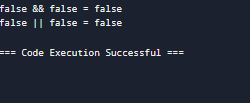 false && false = false
false || false = false
=== Code Execution Successful ===